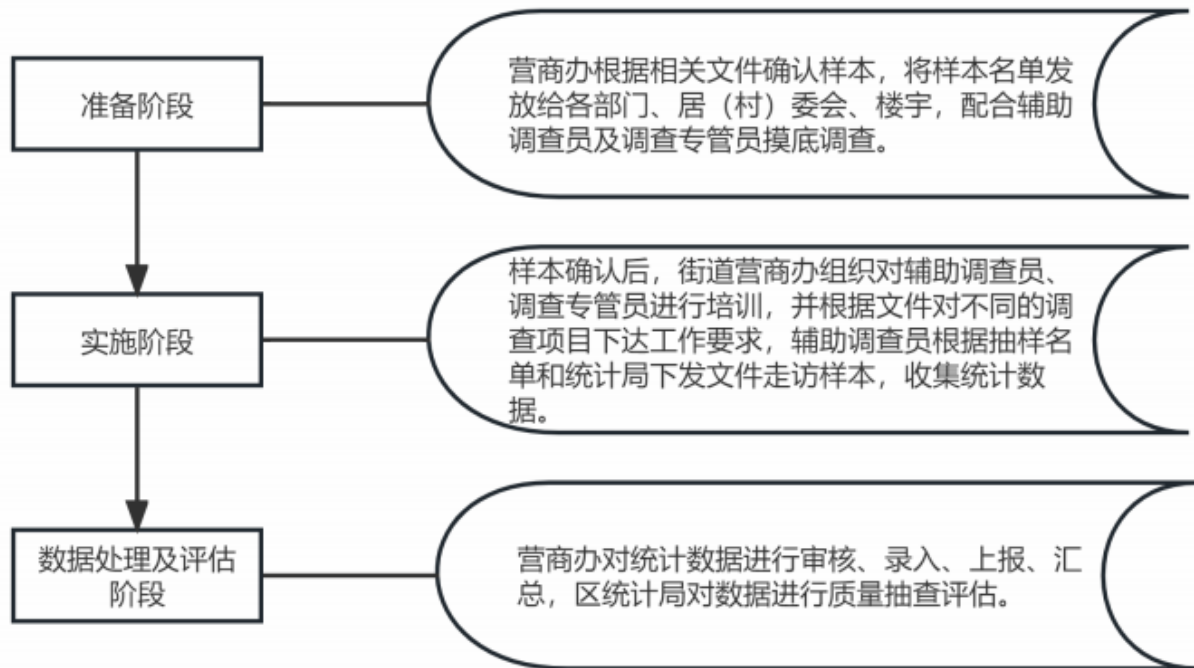 准备阶段
营商办根据相关文件确认样本，将样本名单发
放给各部门、居（村）委会、楼宇，配合辅助
调查员及调查专管员摸底调查。
实施阶段
样本确认后，街道营商办组织对辅助调查员、
调查专管员进行培训，并根据文件对不同的调
查项目下达工作要求，辅助调查员根据抽样名
单和统计局下发文件走访样本，收集统计数
据。
数据处理及评估
阶段
营商办对统计数据进行审核、录入、上报、汇
总，区统计局对数据进行质量抽查评估。